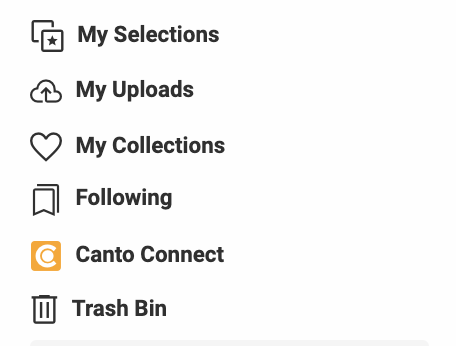 My Selections
My Uploads
My Collections
Following
Canto Connect
Trash Bin